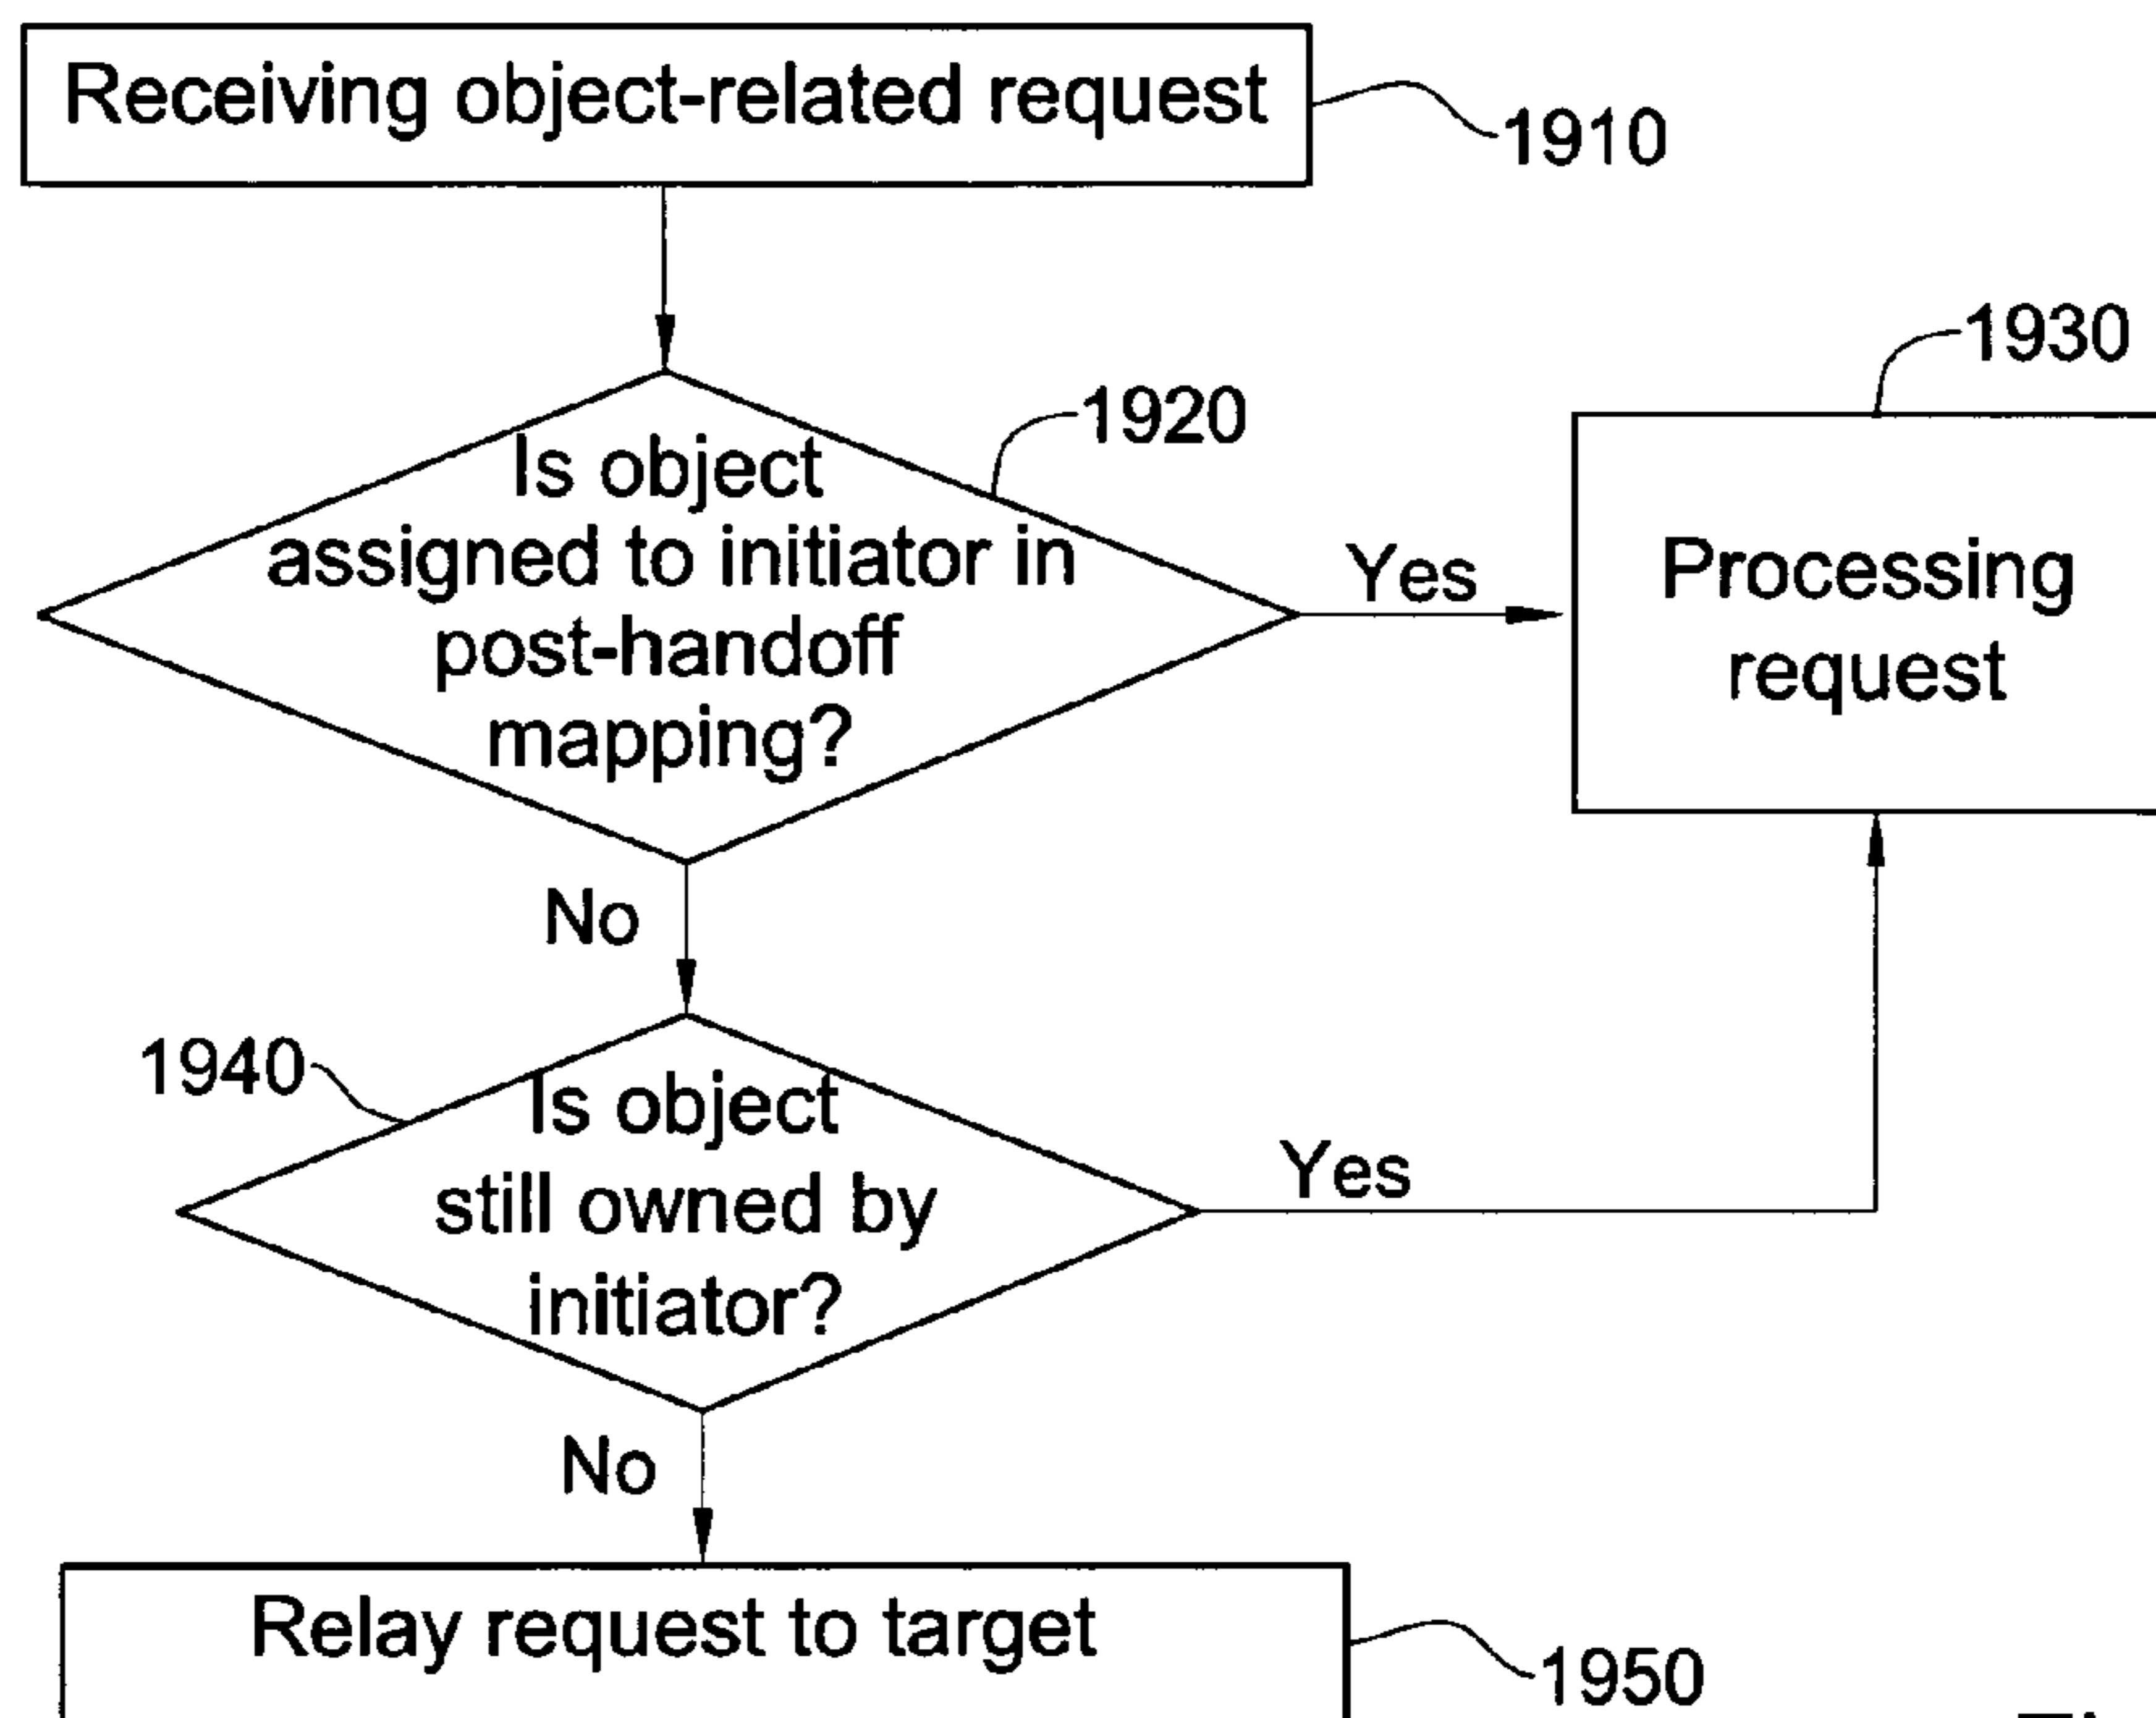 Receiving object-related request
1910
1920
Is object
assigned to initiator in
post-handoff
mapping?
Yes
1930
Processing
request
No
1940
Is object
still owned by
initiator?
Yes
No
Relay request to target
1950